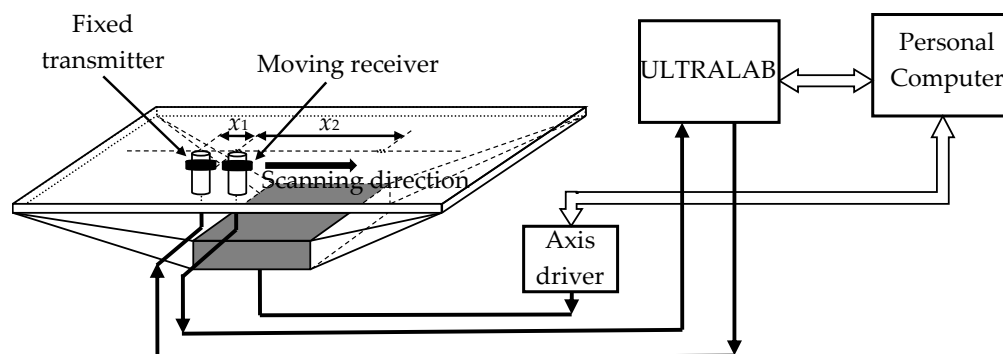 Fixed
transmitter
Moving receiver
x1
x2
Scanning direction
ULTRALAB
Personal
Computer
Axis
driver